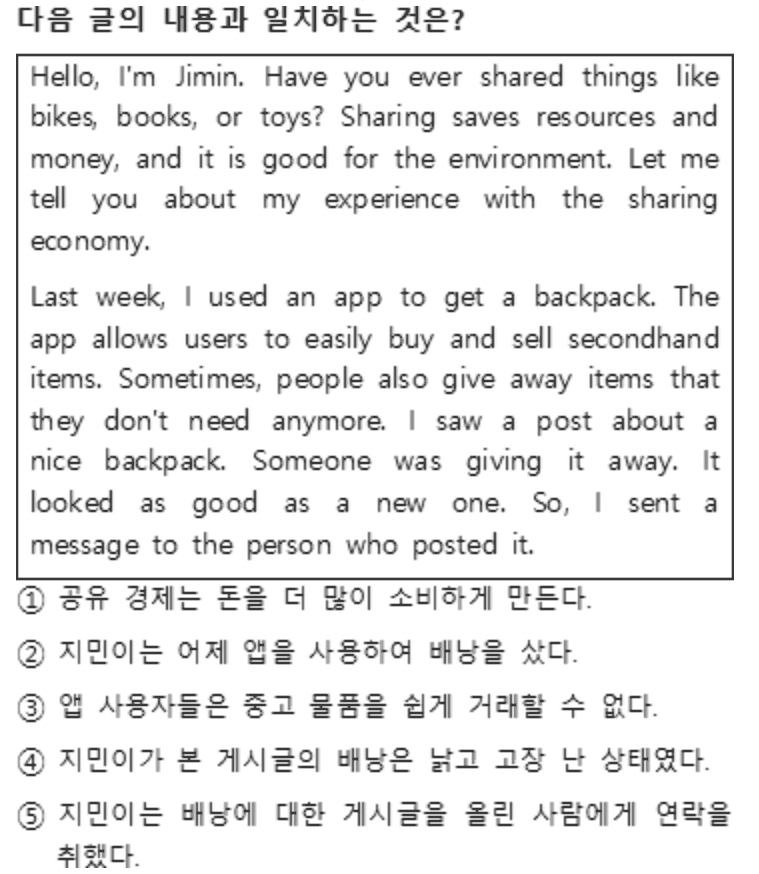 다음 글의 내용과 일치하는 것은?
Hello, I'm Jimin. Have you ever shared things like
bikes, books, or toys? Sharing saves resources and
money, and it is good for the environment. Let me
tell you about my experience with the sharing
economy.
Last week, I used an app to get a backpack. The
app allows users to easily buy and sell secondhand
items. Sometimes, people also give away items that
they don't need anymore. I saw a post about a
nice backpack. Someone was giving it away. It
looked as good as a new one. So, I sent a
message to the person who posted it.
① 공유 경제는 돈을 더 많이 소비하게 만든다.
② 지민이는 어제 앱을 사용하여 배낭을 샀다.
③ 앱 사용자들은 중고 물품을 쉽게 거래할 수 없다.
④ 지민이가 본 게시글의 배낭은 낡고 고장 난 상태였다.
⑤ 지민이는 배낭에 대한 게시글을 올린 사람에게 연락을
취했다.